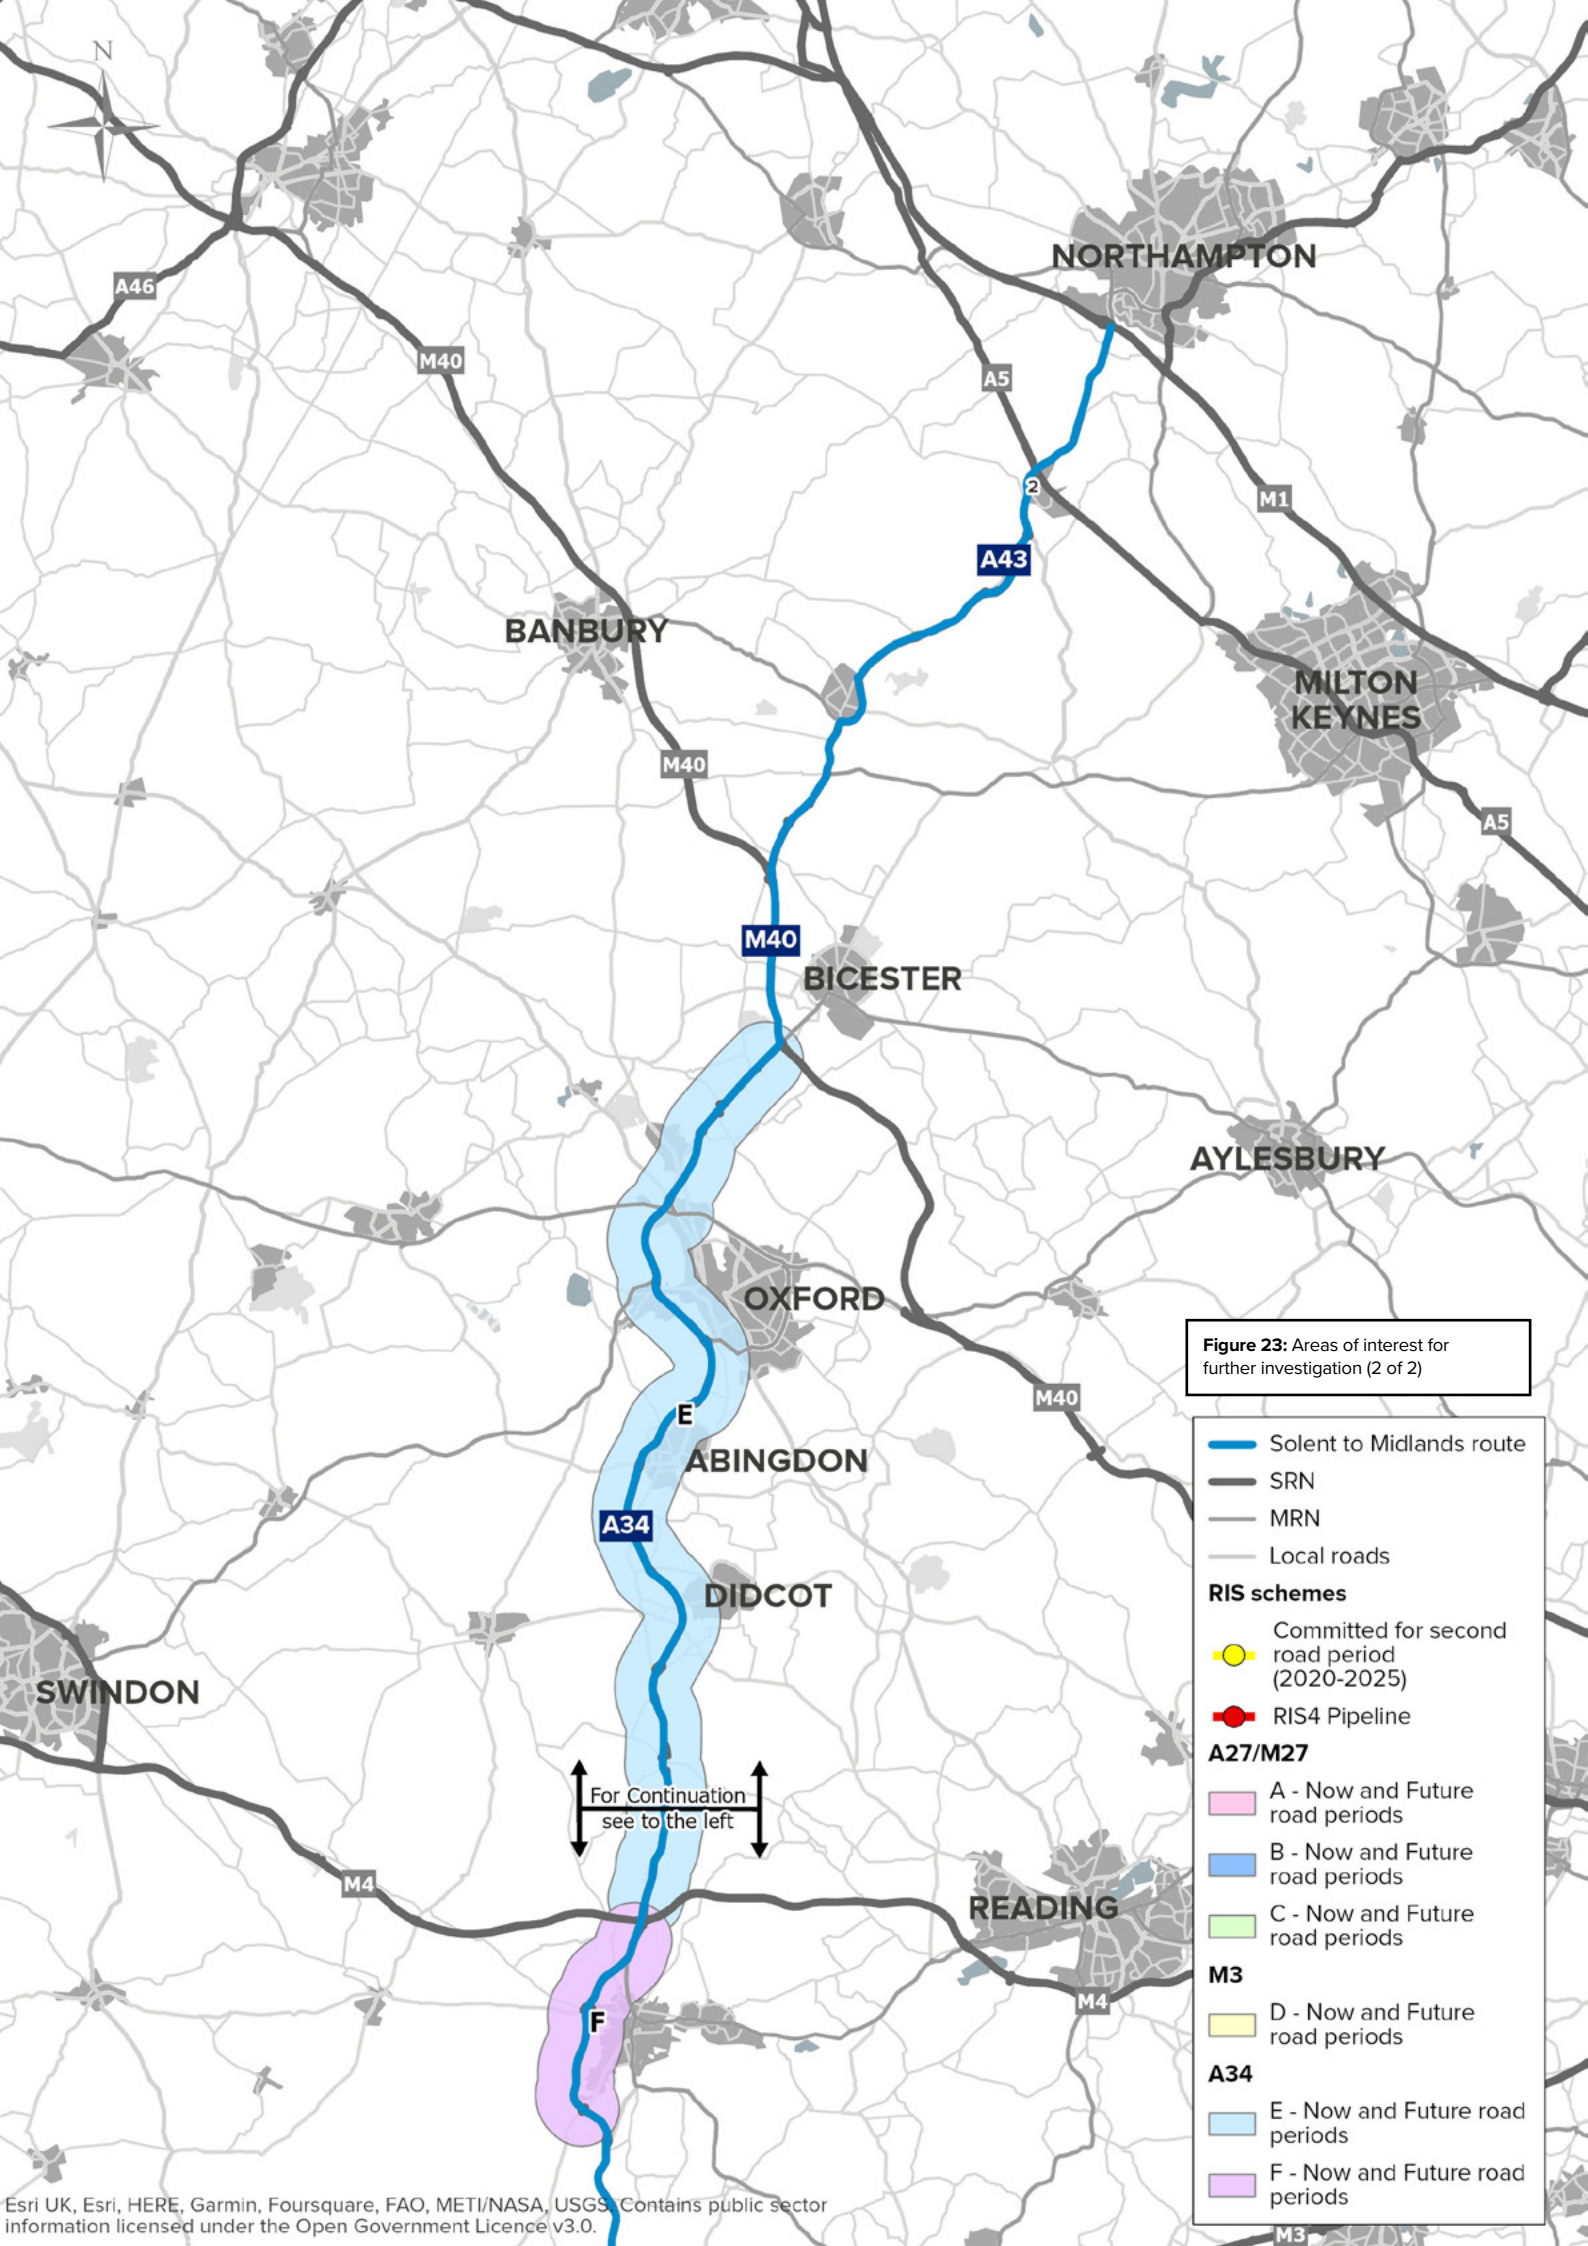 N
NORTHAMPTON
A46
M40
A5
2
M1
A43
BANBURY
MILTON
KEYNES
M40
A5
M40
BICESTER
AYLESBURY
OXFORD
Figure 23: Areas of interest for
further investigation (2 of 2)
M40
E
ABINGDON
A34
DIDCOT
SWINDON
For Continuation
see to the left
M4
READING
M4
F
Solent to Midlands route
SRN
MRN
Local roads
RIS schemes
Committed for second
road period
(2020-2025)
RIS4 Pipeline
A27/M27
A - Now and Future
road periods
B - Now and Future
road periods
C - Now and Future
road periods
M3
D - Now and Future
road periods
A34
E - Now and Future road
periods
F - Now and Future road
periods
M3
Esri UK, Esri, HERE, Garmin, Foursquare, FAO, METI/NASA, USGS. Contains public sector
information licensed under the Open Government Licence v3.0.